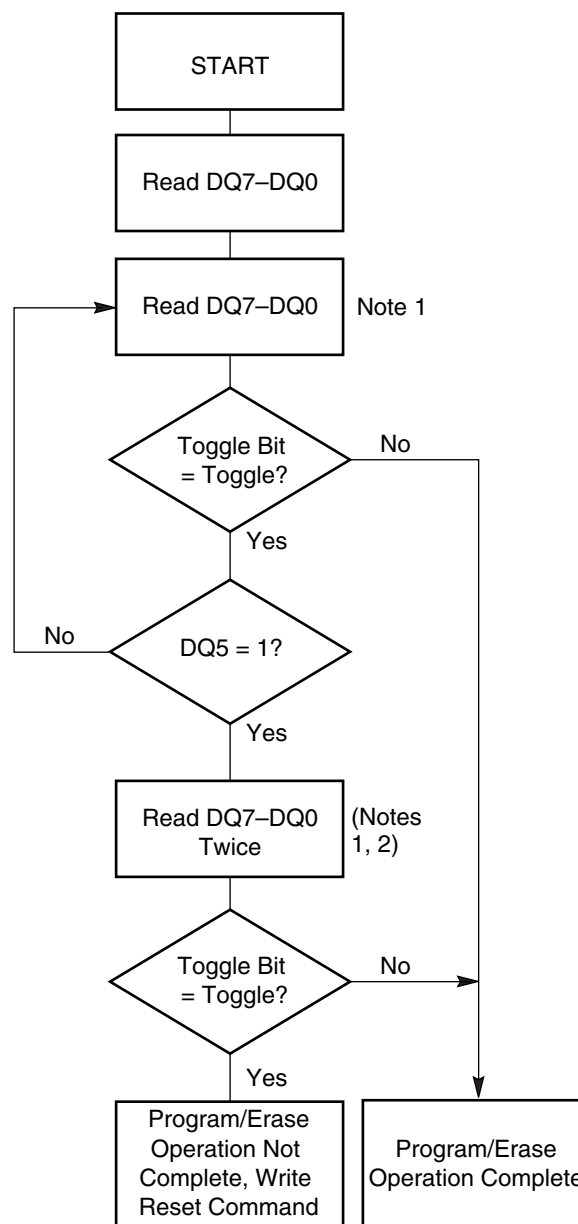 START
Read DQ7–DQ0
Read DQ7–DQ0
Note 1
Toggle Bit
= Toggle?
No
Yes
No
DQ5 = 1?
Yes
Read DQ7–DQ0
Twice
(Notes
1, 2)
Toggle Bit
= Toggle?
No
Yes
Program/Erase
Operation Not
Complete, Write
Reset Command
Program/Erase
Operation Complete